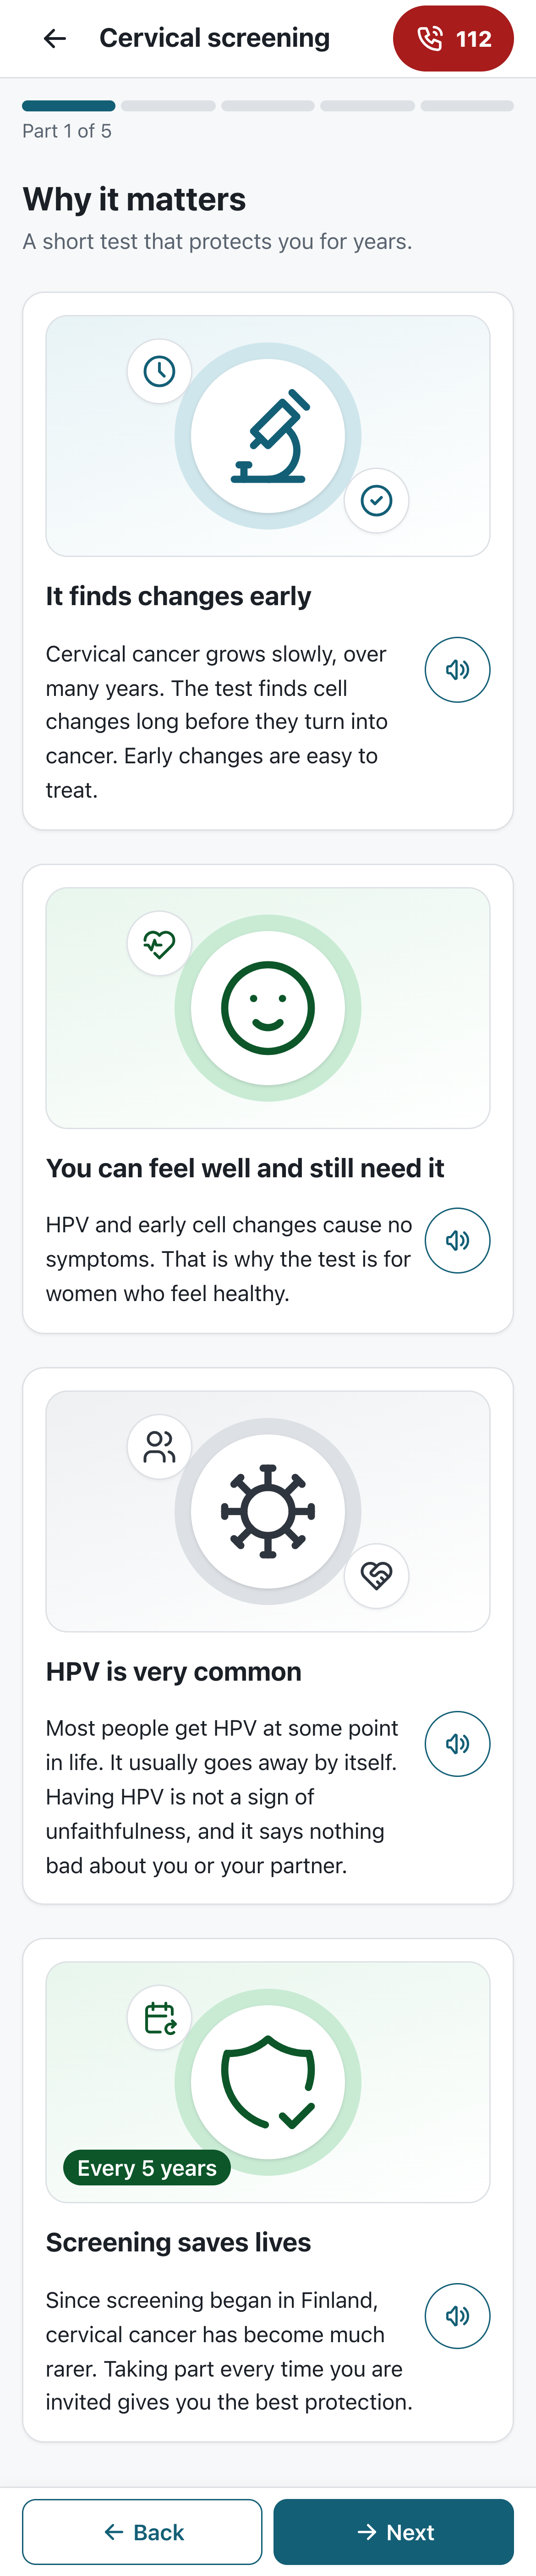 Cervical screening
112
Part 1 of 5
Why it matters
A short test that protects you for years.
It finds changes early
Cervical cancer grows slowly, over
many years. The test finds cell
changes long before they turn into
cancer. Early changes are easy to
treat.
You can feel well and still need it
HPV and early cell changes cause no
symptoms. That is why the test is for
women who feel healthy.
HPV is very common
Most people get HPV at some point
in life. It usually goes away by itself.
Having HPV is not a sign of
unfaithfulness, and it says nothing
bad about you or your partner.
Every 5 years
Screening saves lives
Since screening began in Finland,
cervical cancer has become much
rarer. Taking part every time you are
invited gives you the best protection.
Back
Next